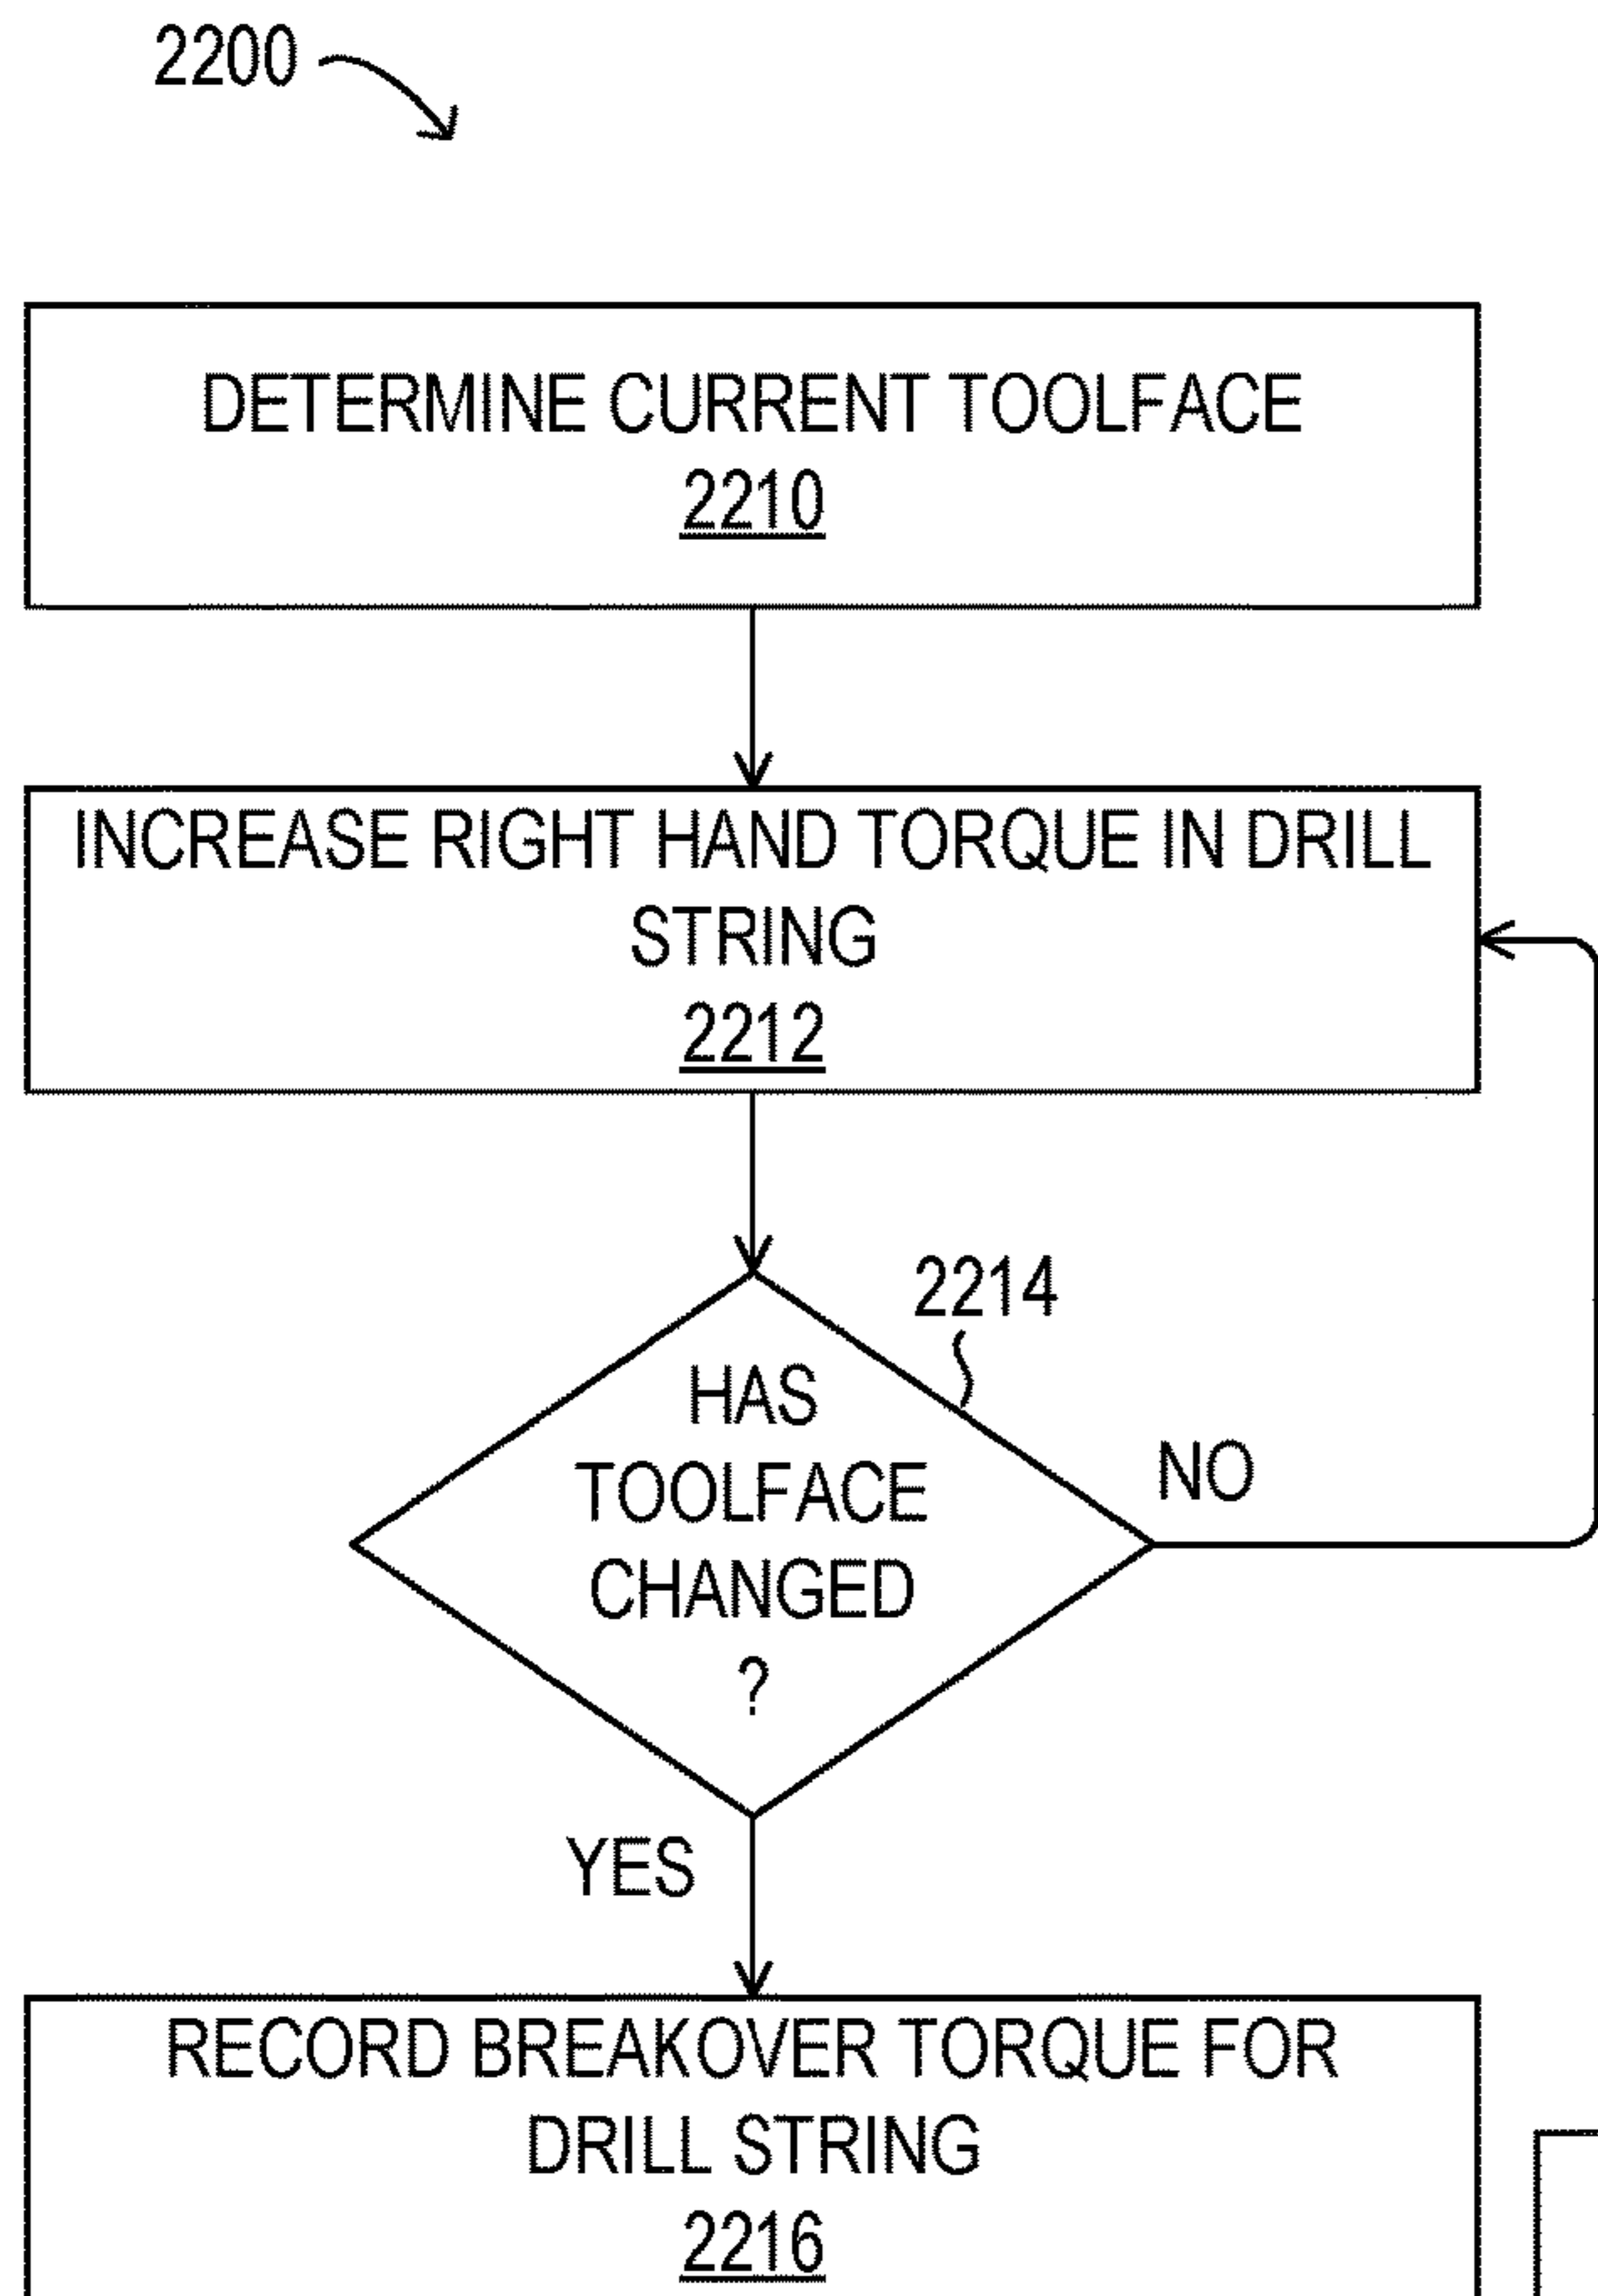 2200
DETERMINE CURRENT TOOLFACE
2210
INCREASE RIGHT HAND TORQUE IN DRILL
STRING
2212
2214
HAS
TOOLFACE
CHANGED
?
NO
YES
RECORD BREAKOVER TORQUE FOR
DRILL STRING
2216